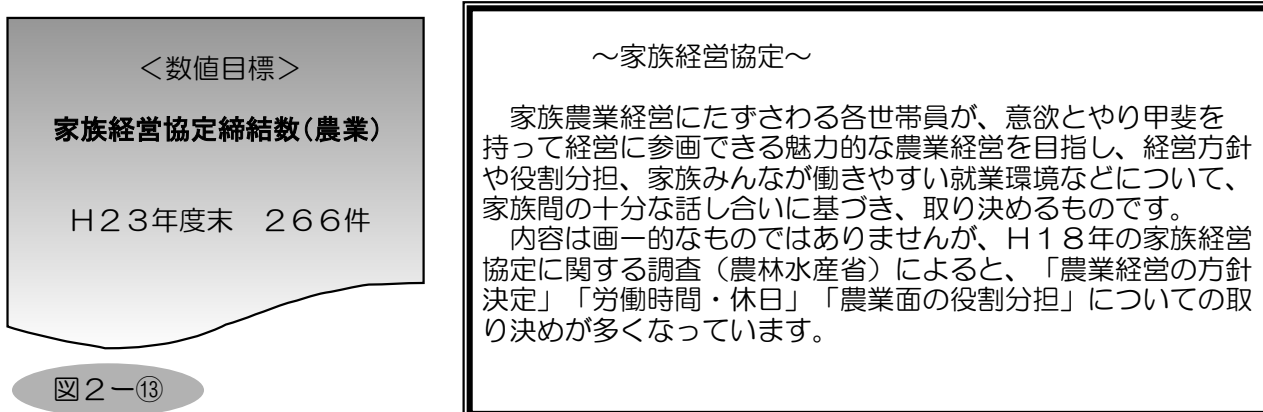 ＜数値目標＞
家族経営協定締結数（農業）
Ｈ２３年度末　２６６件
図２－⑬
～家族経営協定～
家族農業経営にたずさわる各世帯員が、意欲とやり甲斐を
持って経営に参画できる魅力的な農業経営を目指し、経営方針
や役割分担、家族みんなが働きやすい就業環境などについて、
家族間の十分な話し合いに基づき、取り決めるものです。
内容は画一的なものではありませんが、Ｈ１８年の家族経営
協定に関する調査（農林水産省）によると、「農業経営の方針
決定」「労働時間・休日」「農業面の役割分担」についての取
り決めが多くなっています。